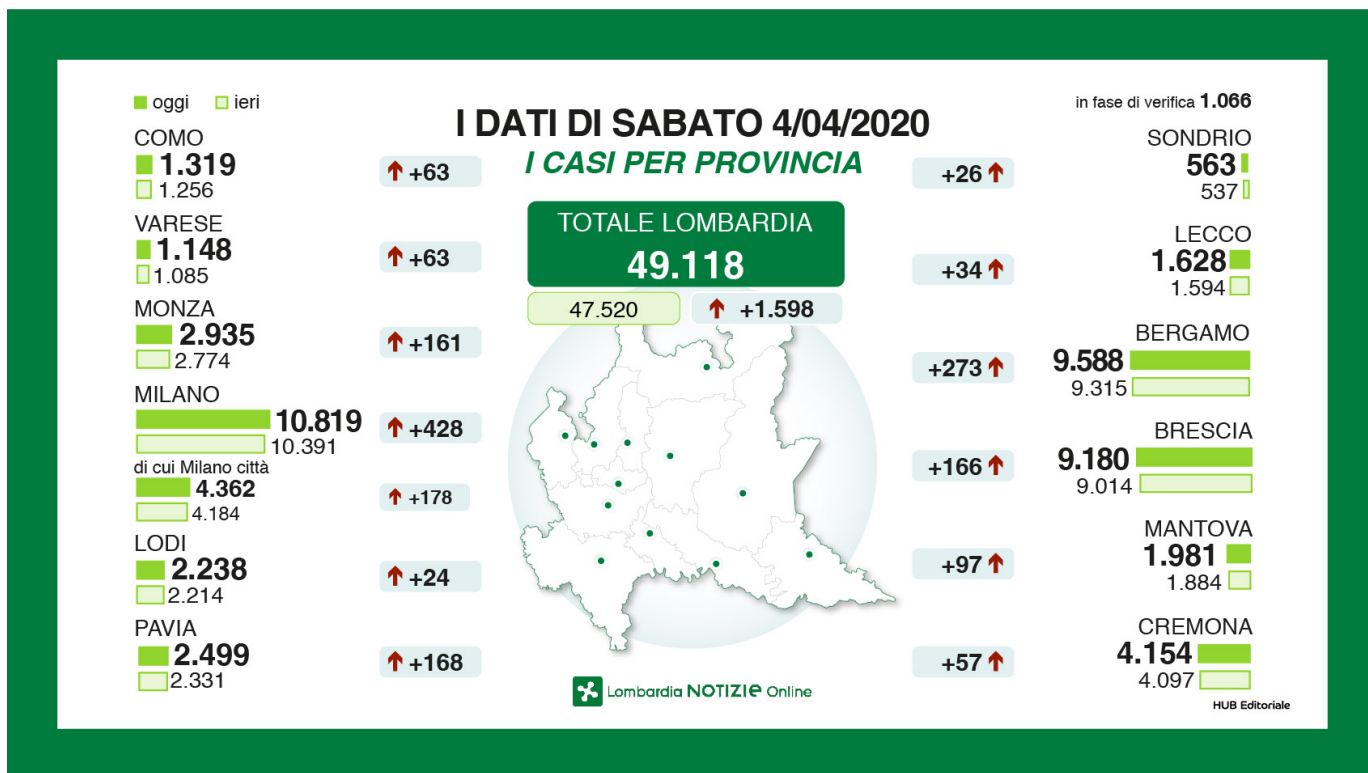 oggi ieri
I DATI DI SABATO 4/04/2020
I CASI PER PROVINCIA
TOTALE LOMBARDIA
49.118
47.520
+1.598
COMO
1.319
1.256
+63
VARESE
1.148
1.085
+63
MONZA
2.935
2.774
+161
MILANO
10.819
10.391
+428
di cui Milano città
4.362
4.184
+178
LODI
2.238
2.214
+24
PAVIA
2.499
2.331
+168
in fase di verifica 1.066
SONDRIO
563
537
+26
LECCO
1.628
1.594
+34
BERGAMO
9.588
9.315
+273
BRESCIA
9.180
9.014
+166
MANTOVA
1.981
1.884
+97
CREMONA
4.154
4.097
+57
Lombardia NOTIZIE Online
HUB Editoriale